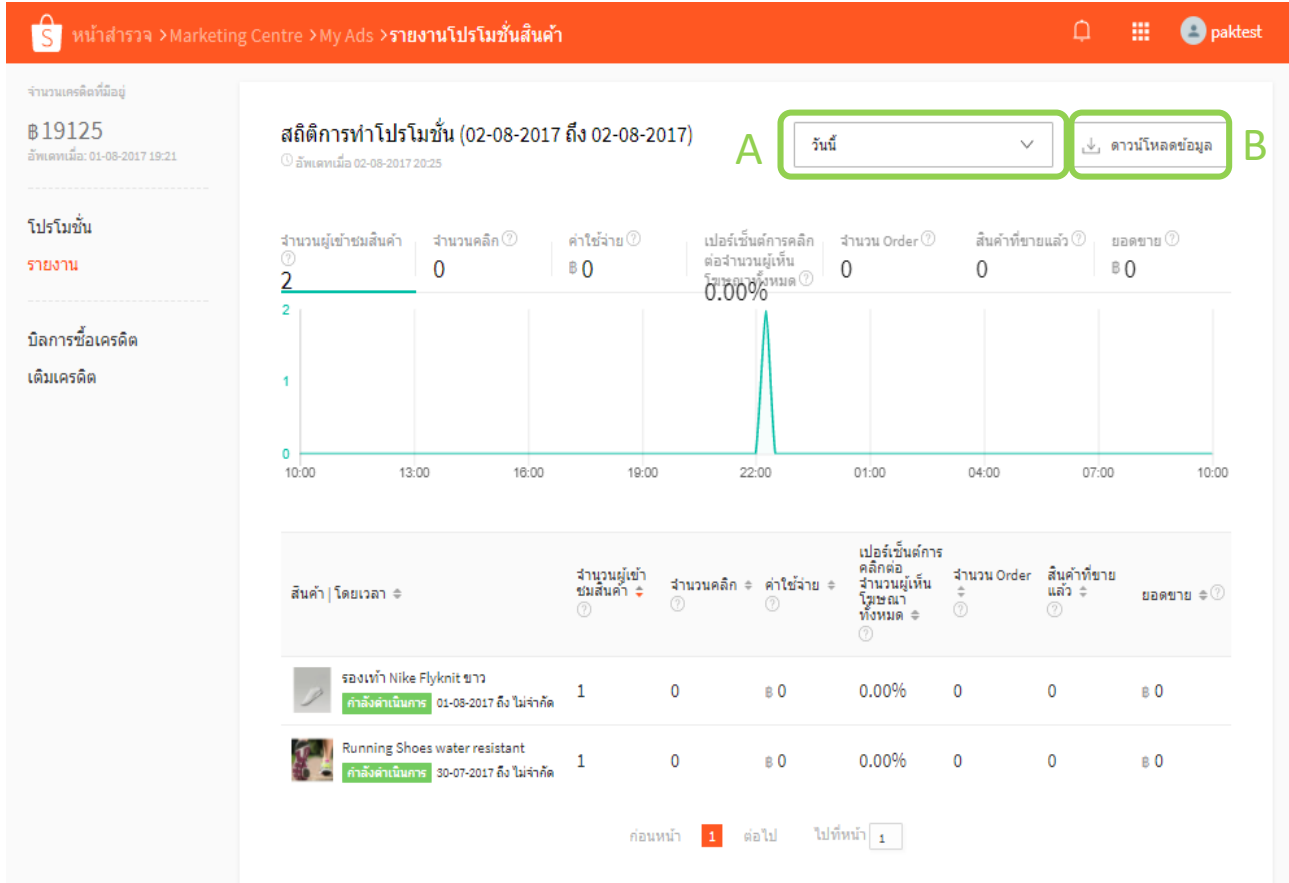 หน้าสำรวจ >Marketing Centre >My Ads >รายงานโปรโมชั่นสินค้า
paktest
จำนวนเครดิตที่มีอยู่
฿19125
อัพเดทเมื่อ: 01-08-2017 19:21
โปรโมชั่น
รายงาน
บิลการซื้อเครดิต
เติมเครดิต
สถิติการทำโปรโมชั่น (02-08-2017 ถึง 02-08-2017)
อัพเดทเมื่อ 02-08-2017 20:25
A
วันนี้
ดาวน์โหลดข้อมูล
B
จำนวนผู้เข้าชมสินค้า
2
จำนวนคลิก
0
ค่าใช้จ่าย
฿ 0
เปอร์เซ็นต์การคลิก
ต่อจำนวนผู้เห็น
โฆษณาทั้งหมด
0.00%
จำนวน Order
0
สินค้าที่ขายแล้ว
0
ยอดขาย
฿ 0
2
1
0
10:00 13:00 16:00 19:00 22:00 01:00 04:00 07:00 10:00
สินค้า | โดยเวลา
จำนวนผู้เข้า
ชมสินค้า
จำนวนคลิก
ค่าใช้จ่าย
เปอร์เซ็นต์การ
คลิกต่อ
จำนวนผู้เห็น
โฆษณา
ทั้งหมด
จำนวน Order
สินค้าที่ขาย
แล้ว
ยอดขาย
รองเท้า Nike Flyknit ขาว
กำลังดำเนินการ 01-08-2017 ถึง ไม่จำกัด
1 0 ฿ 0 0.00% 0 0 ฿ 0
Running Shoes water resistant
กำลังดำเนินการ 30-07-2017 ถึง ไม่จำกัด
1 0 ฿ 0 0.00% 0 0 ฿ 0
ก่อนหน้า 1 ต่อไป ไปที่หน้า 1